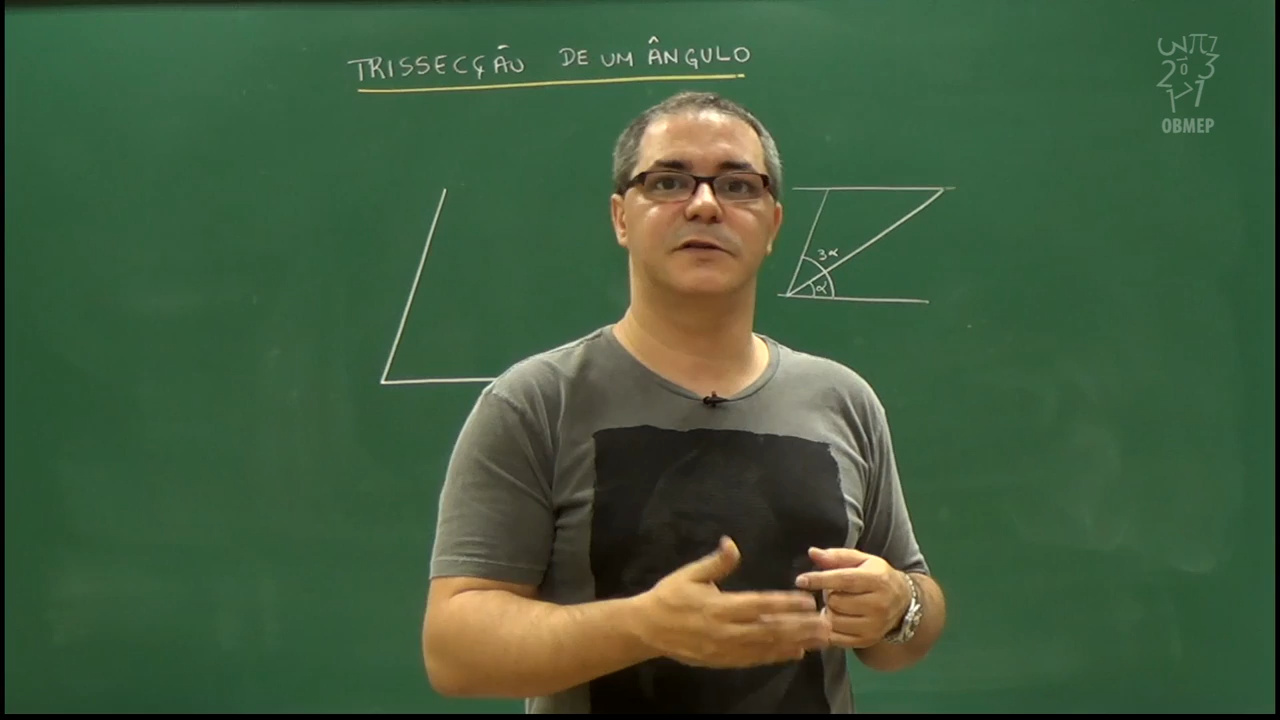 TRISSECÇÃO DE UM ÂNGULO
OBMEP
3α
α